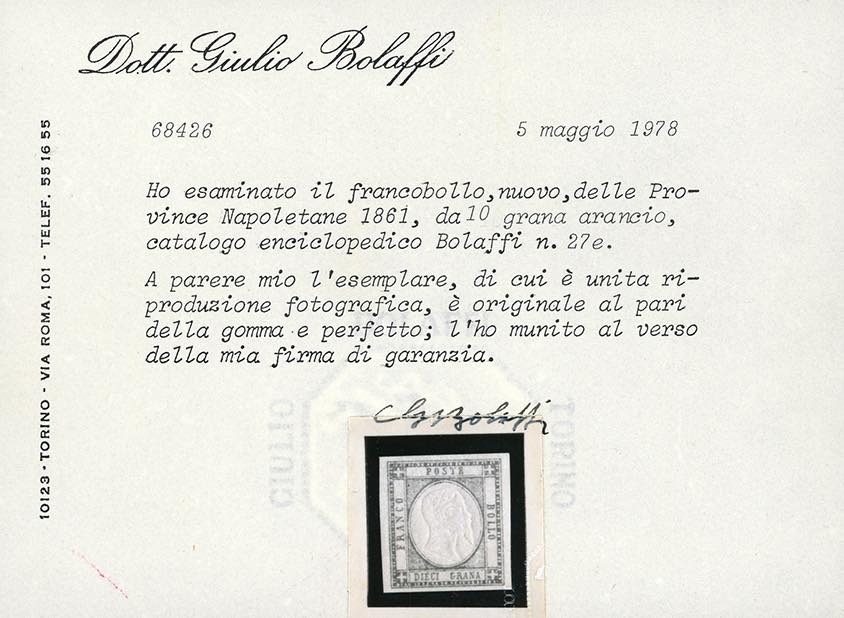 Dott. Giulio Bolaffi
68426
5 maggio 1978
Ho esaminato il francobollo,nuovo,delle Pro-
vince Napoletane 1861, da 10 grana arancio,
catalogo enciclopedico Bolaffi n. 27e.
A parere mio l'esemplare, di cui è unita ri-
produzione fotografica, è originale al pari
della gomma e perfetto; l'ho munito al verso
della mia firma di garanzia.
10123 - TORINO - VIA ROMA, 101 - TELEF. 55 16 55
GIULIO
TORINO
POSTE
FRANCO
BOLLO
DIECI GRANA